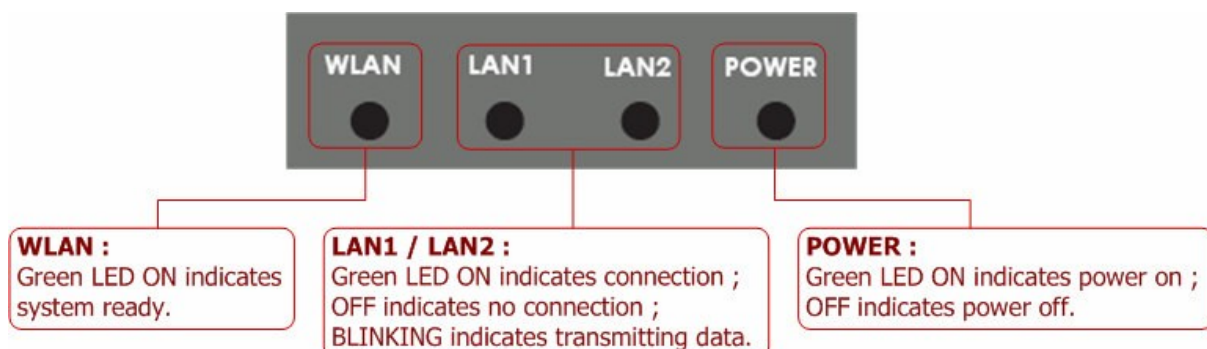 WLAN LAN1 LAN2 POWER
WLAN :
Green LED ON indicates
system ready.
LAN1 / LAN2 :
Green LED ON indicates connection ;
OFF indicates no connection ;
BLINKING indicates transmitting data.
POWER :
Green LED ON indicates power on ;
OFF indicates power off.